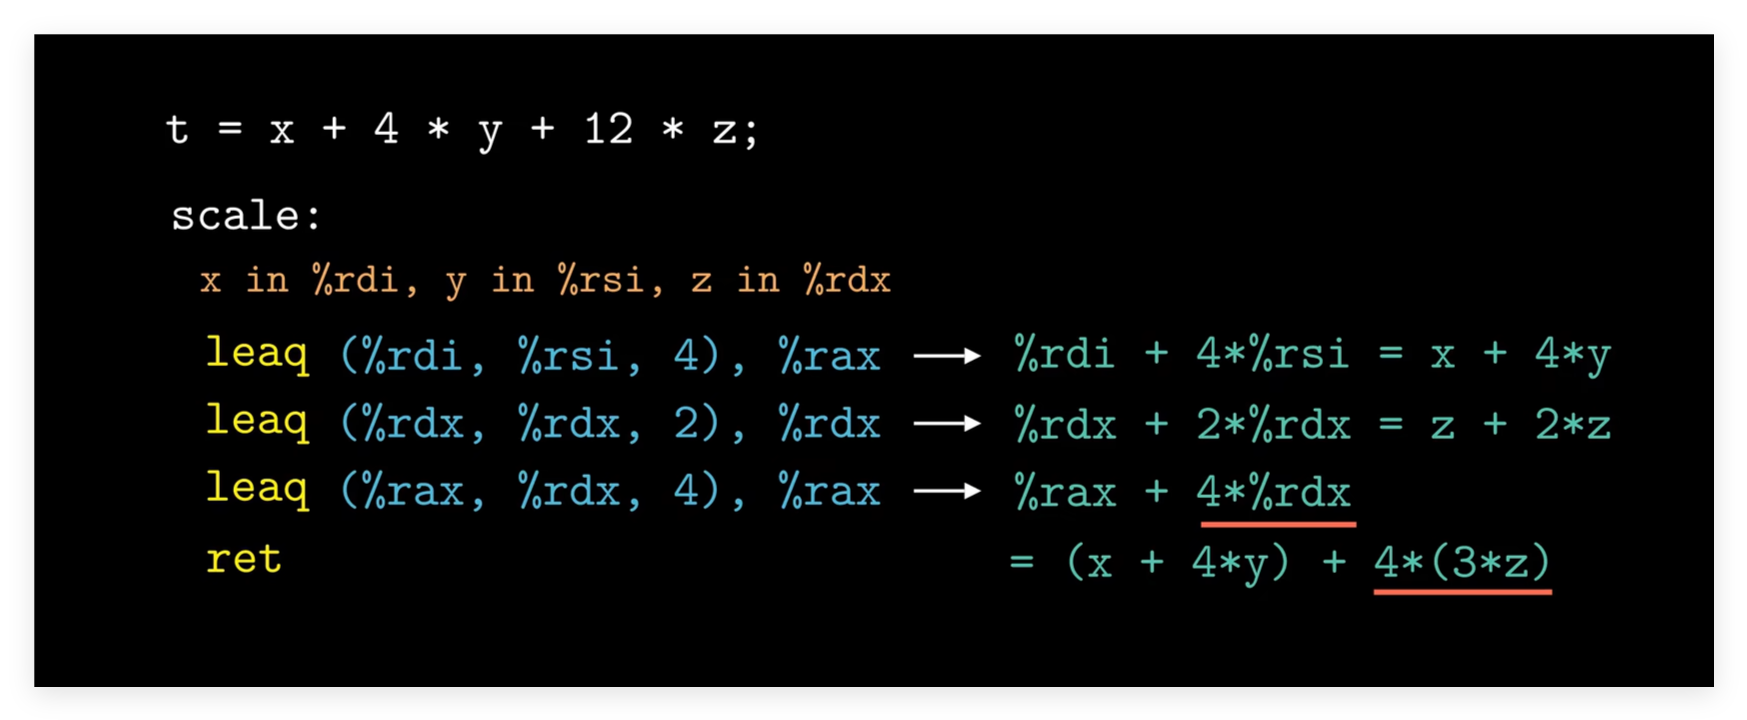 t = x + 4 * y + 12 * z;
scale:
x in %rdi, y in %rsi, z in %rdx
leaq (%rdi, %rsi, 4), %rax ⟶ %rdi + 4*%rsi = x + 4*y
leaq (%rdx, %rdx, 2), %rdx ⟶ %rdx + 2*%rdx = z + 2*z
leaq (%rax, %rdx, 4), %rax ⟶ %rax + 4*%rdx
ret = (x + 4*y) + 4*(3*z)